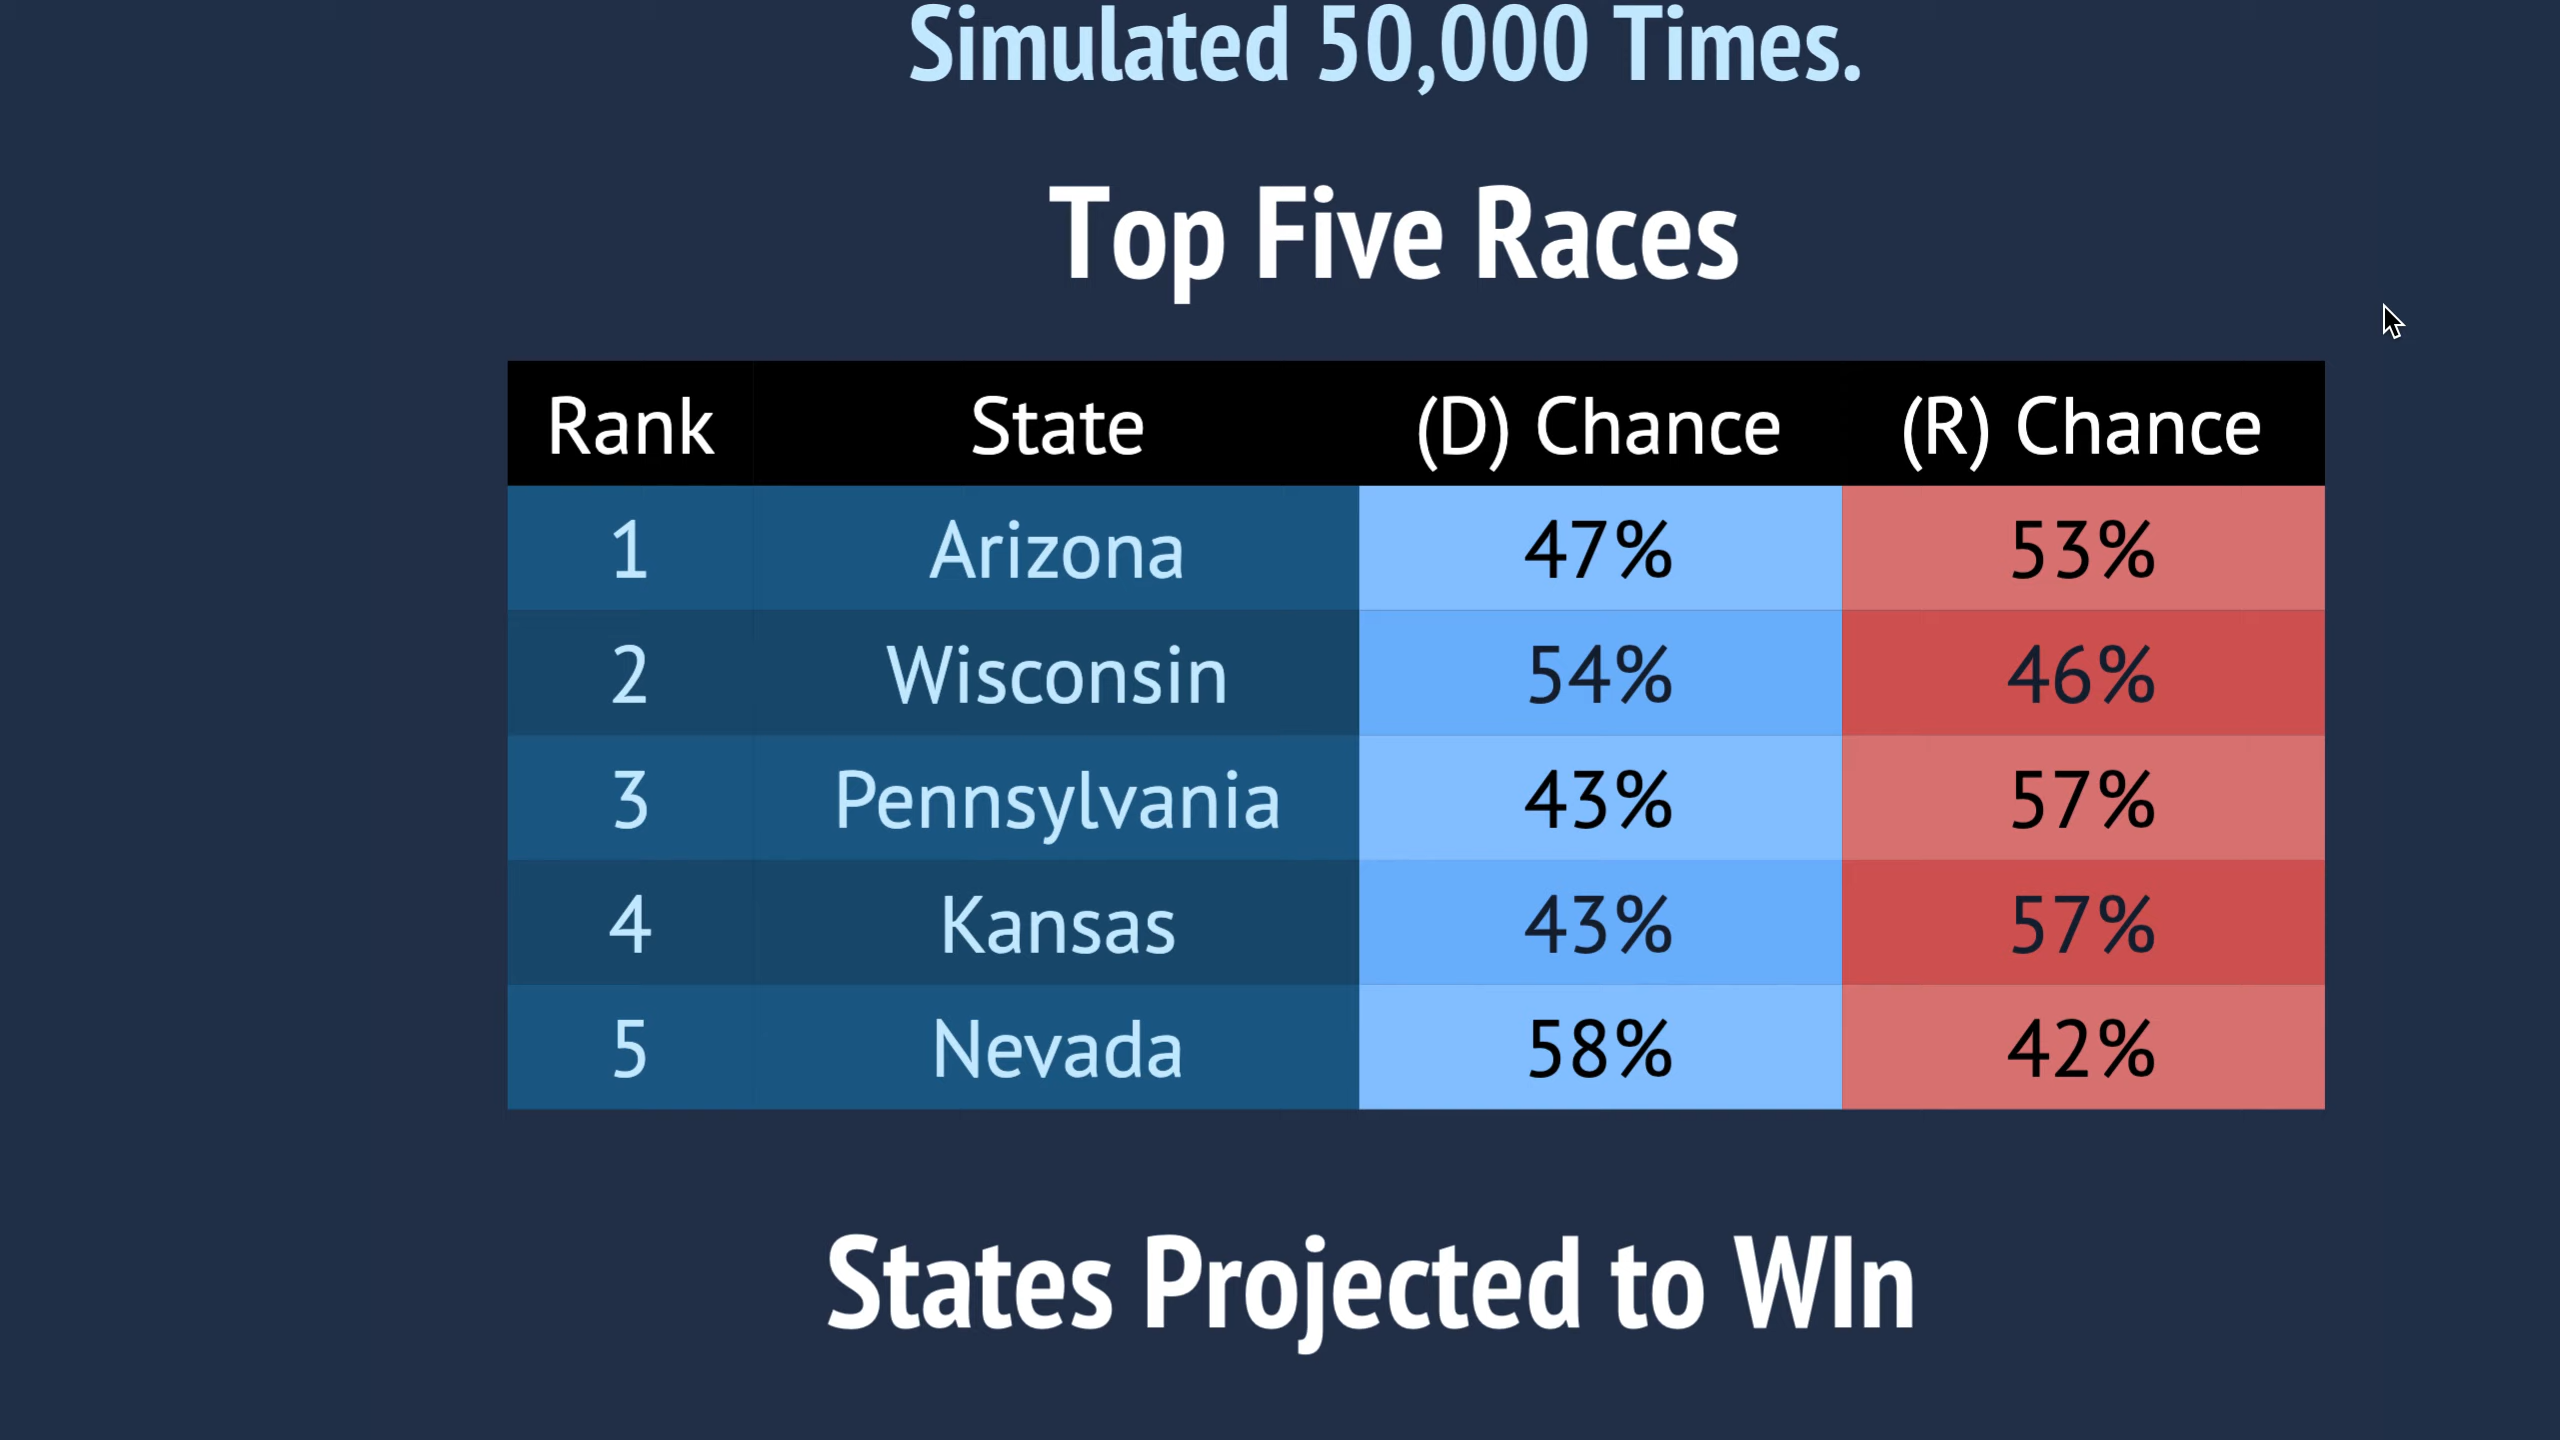 Simulated 50,000 Times.
Top Five Races
Rank State (D) Chance (R) Chance
1 Arizona 47% 53%
2 Wisconsin 54% 46%
3 Pennsylvania 43% 57%
4 Kansas 43% 57%
5 Nevada 58% 42%
States Projected to WIn